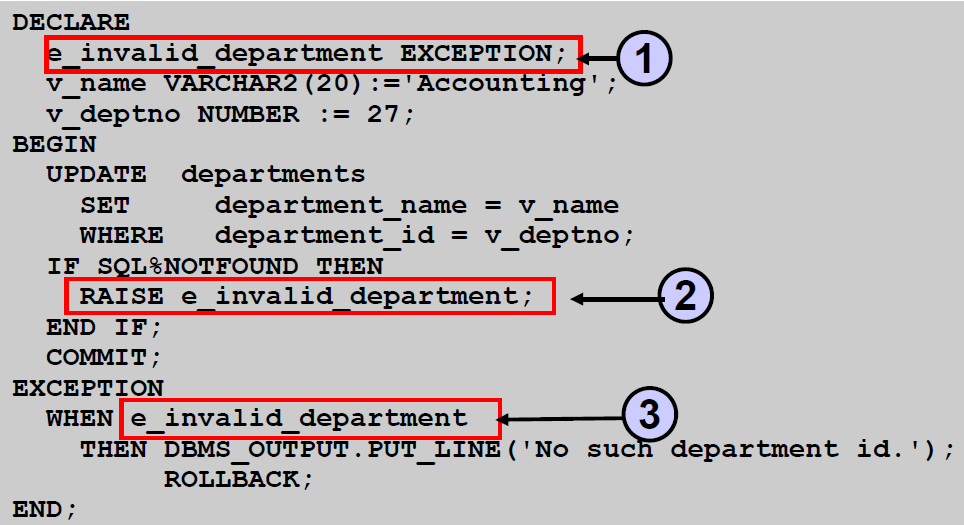 DECLARE
e_invalid_department EXCEPTION; 1
v_name VARCHAR2(20):='Accounting';
v_deptno NUMBER := 27;
BEGIN
UPDATE departments
SET department_name = v_name
WHERE department_id = v_deptno;
IF SQL%NOTFOUND THEN
RAISE e_invalid_department; 2
END IF;
COMMIT;
EXCEPTION
WHEN e_invalid_department 3
THEN DBMS_OUTPUT.PUT_LINE('No such department id.');
ROLLBACK;
END;